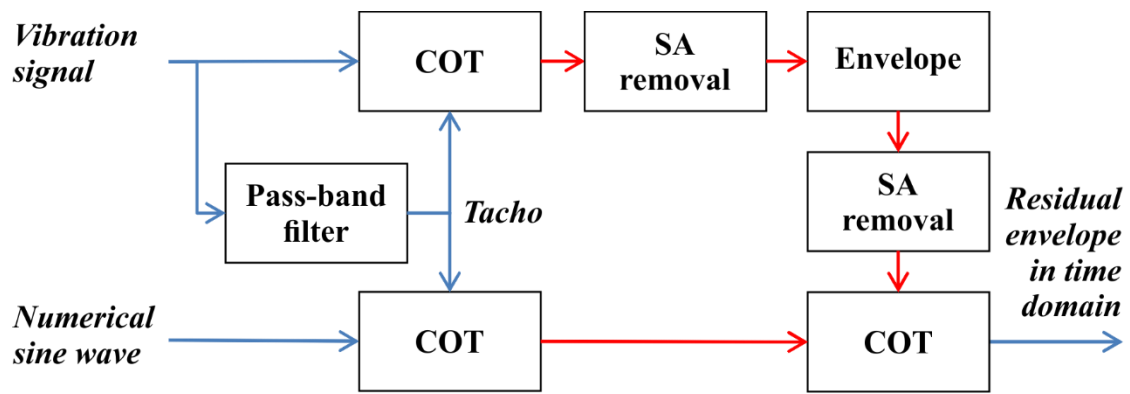 Vibration
signal
COT
SA
removal
Envelope
Pass-band
filter
Tacho
SA
removal
Residual
envelope
in time
domain
Numerical
sine wave
COT
COT